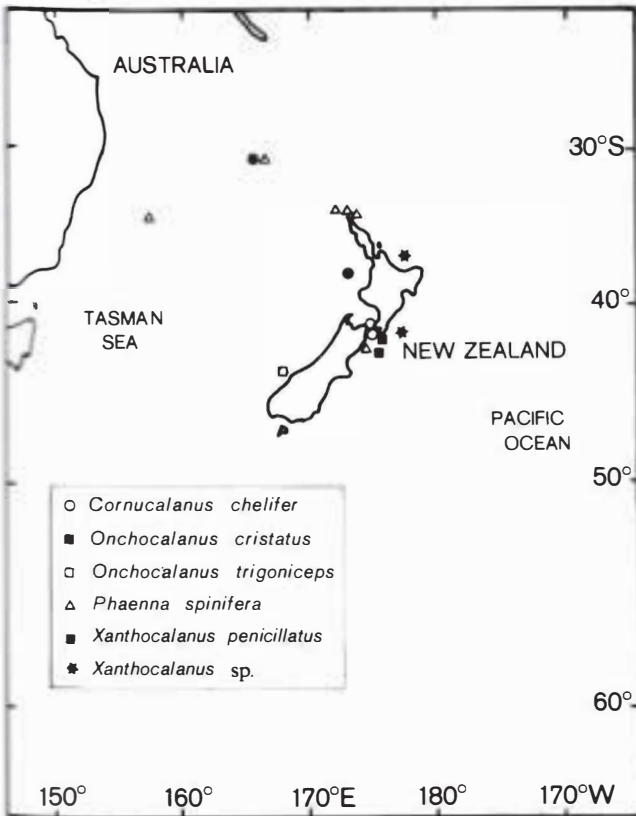 AUSTRALIA
30°S
40°
TASMAN
SEA
NEW ZEALAND
PACIFIC
OCEAN
50°
Cornucalanus chelifer
Onchocalanus cristatus
Onchocalanus trigoniceps
Phaenna spinifera
Xanthocalanus penicillatus
Xanthocalanus sp.
60°
150° 160° 170°E 180° 170°W